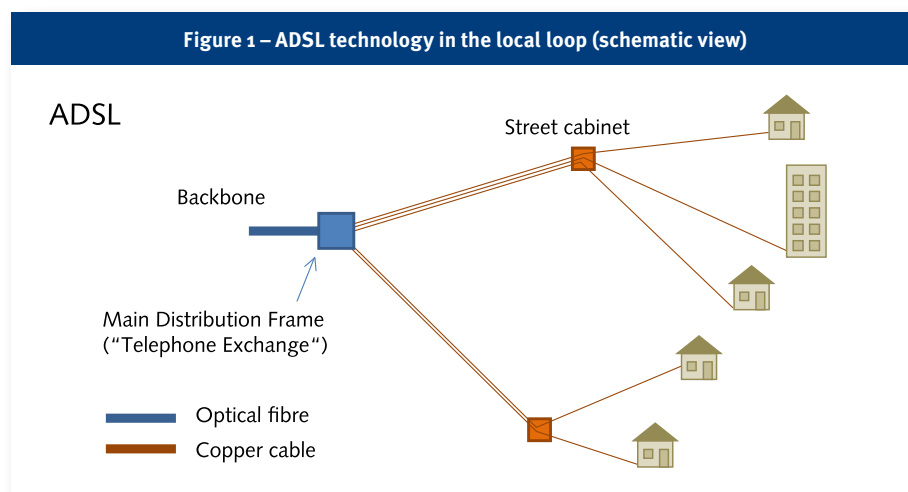 Figure 1 – ADSL technology in the local loop (schematic view)
ADSL
Street cabinet
Backbone
Main Distribution Frame
(“Telephone Exchange“)
Optical fibre
Copper cable